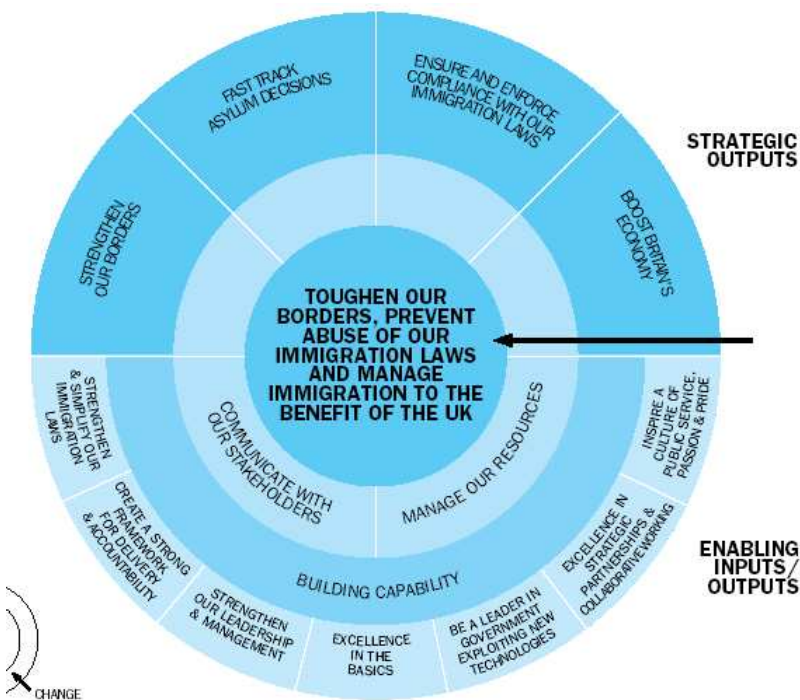 FAST TRACK
ASYLUM DECISIONS
ENSURE AND ENFORCE
COMPLIANCE WITH OUR
IMMIGRATION LAWS
STRATEGIC
OUTPUTS
STRENGTHEN
OUR BORDERS
BOOST BRITAIN'S
ECONOMY
TOUGHEN OUR
BORDERS, PREVENT
ABUSE OF OUR
IMMIGRATION LAWS
AND MANAGE
IMMIGRATION TO THE
BENEFIT OF THE UK
STRENGTHEN
& SIMPLIFY OUR
IMMIGRATION
LAWS
COMMUNICATE WITH
OUR STAKEHOLDERS
MANAGE OUR RESOURCES
INSPIRE A
CULTURE OF
PUBLIC SERVICE,
PASSION & PRIDE
CREATE A STRONG
FRAMEWORK
FOR DELIVERY
& ACCOUNTABILITY
BUILDING CAPABILITY
EXCELLENCE IN
STRATEGIC
PARTNERSHIPS &
COLLABORATIVE WORKING
ENABLING
INPUTS/
OUTPUTS
STRENGTHEN
OUR LEADERSHIP
& MANAGEMENT
EXCELLENCE
IN THE
BASICS
BE A LEADER IN
GOVERNMENT
EXPLOITING NEW
TECHNOLOGIES
CHANGE